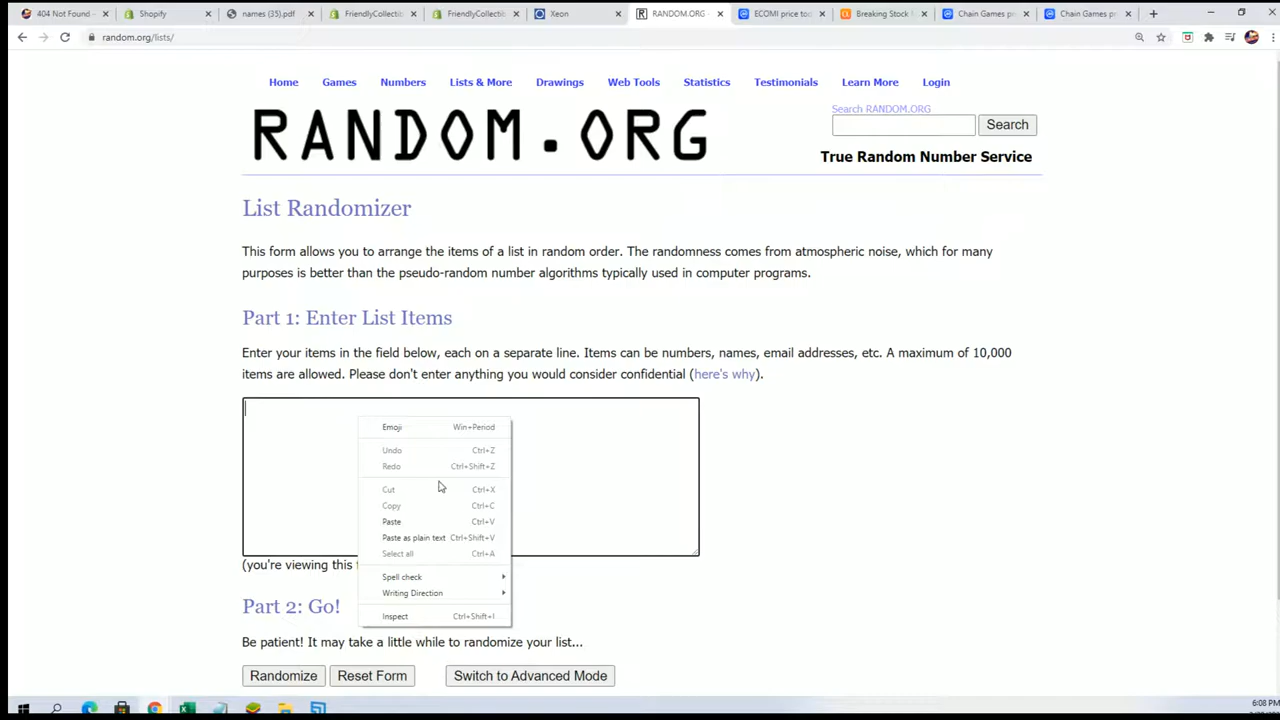 404 Not Found –
Shopify
names (35).pdf
FriendlyCollectib
FriendlyCollectib
Xeon
RANDOM.ORG -
ECOMI price tod
Breaking Stock M
Chain Games pr
Chain Games pr
random.org/lists/
Home Games Numbers Lists & More Drawings Web Tools Statistics Testimonials Learn More Login
RANDOM.ORG
Search RANDOM.ORG
Search
True Random Number Service
List Randomizer
This form allows you to arrange the items of a list in random order. The randomness comes from atmospheric noise, which for many
purposes is better than the pseudo-random number algorithms typically used in computer programs.
Part 1: Enter List Items
Enter your items in the field below, each on a separate line. Items can be numbers, names, email addresses, etc. A maximum of 10,000
items are allowed. Please don't enter anything you would consider confidential (here's why).
Emoji Win+Period
Undo Ctrl+Z
Redo Ctrl+Shift+Z
Cut Ctrl+X
Copy Ctrl+C
Paste Ctrl+V
Paste as plain text Ctrl+Shift+V
Select all Ctrl+A
Spell check
Writing Direction
Inspect Ctrl+Shift+I
(you're viewing this
Part 2: Go!
Be patient! It may take a little while to randomize your list...
Randomize Reset Form Switch to Advanced Mode
6:08 PM